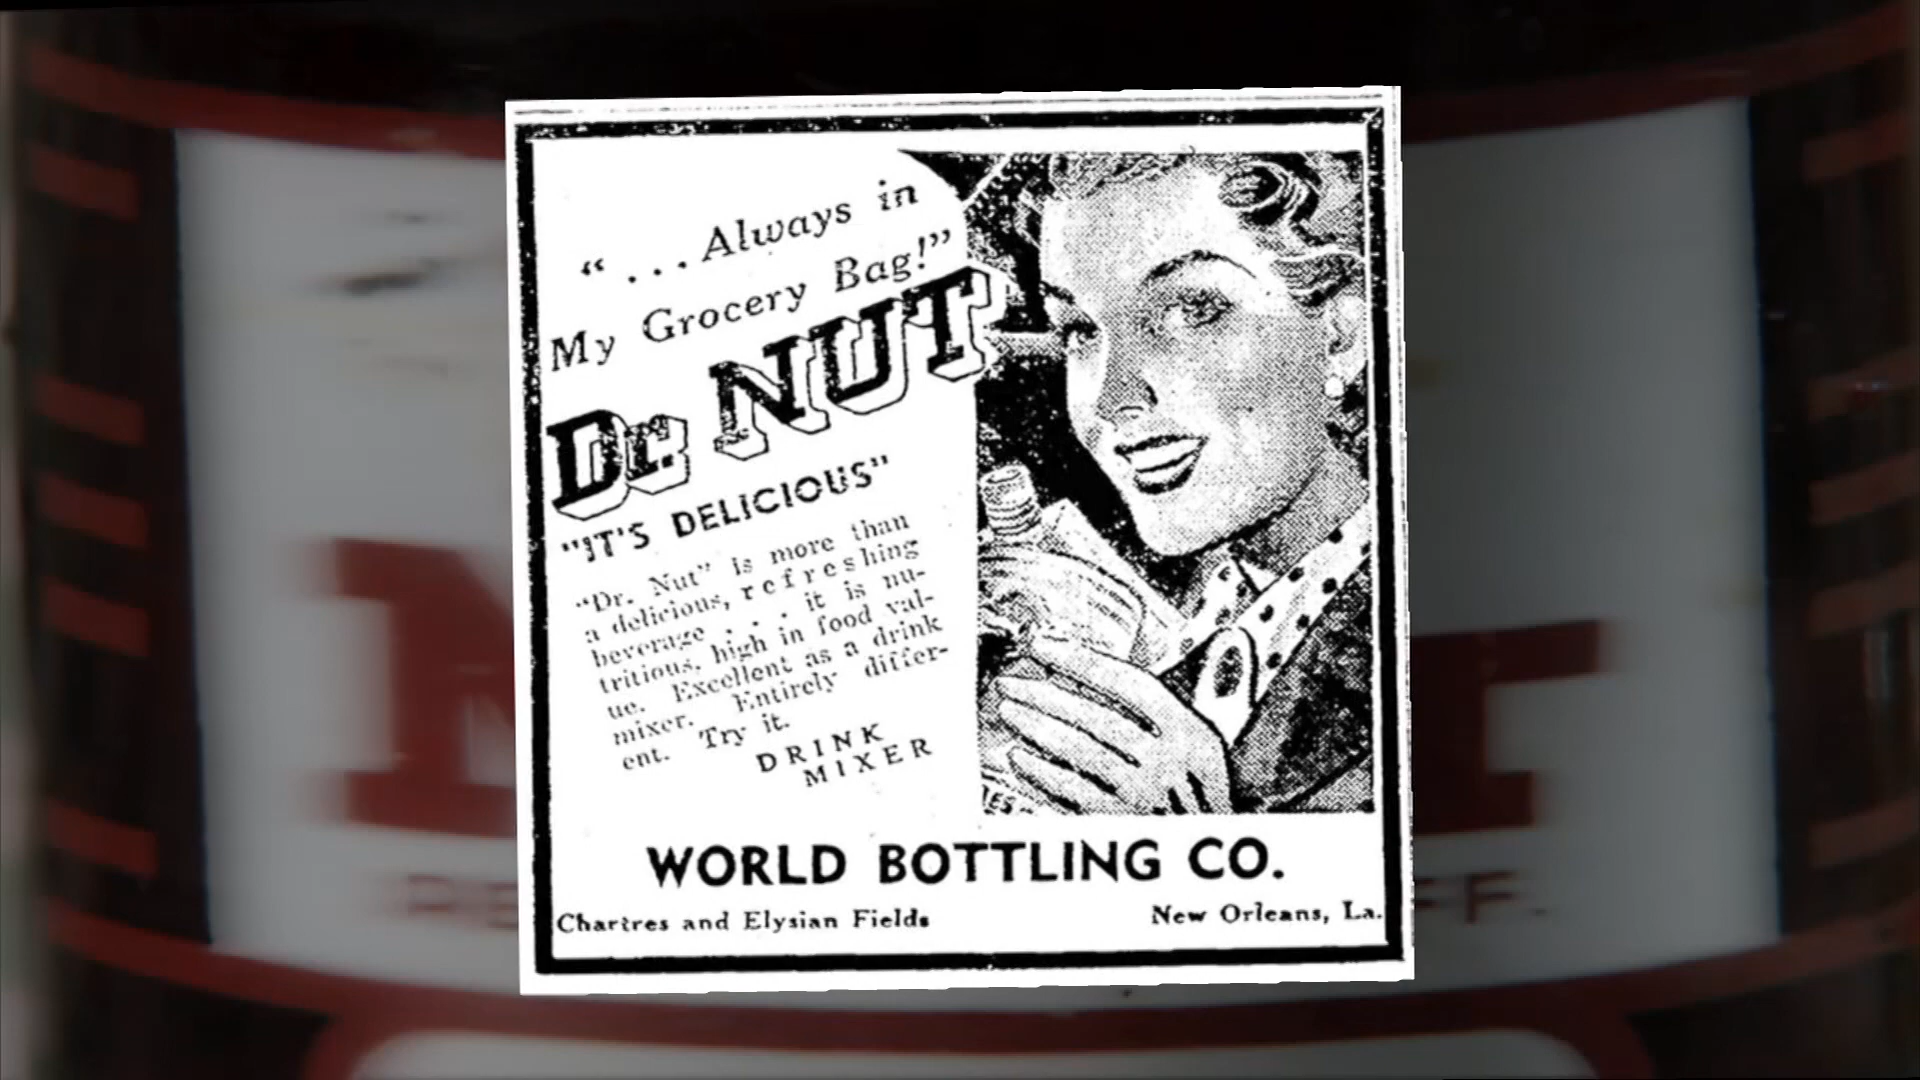 "...Always in
My Grocery Bag!"
Dr. NUT
"IT'S DELICIOUS"
"Dr. Nut" is more than
a delicious, refreshing
beverage . . . it is nu-
tritious, high in food val-
ue. Excellent as a drink
mixer. Entirely differ-
ent. Try it.
DRINK
MIXER
WORLD BOTTLING CO.
Chartres and Elysian Fields
New Orleans, La.